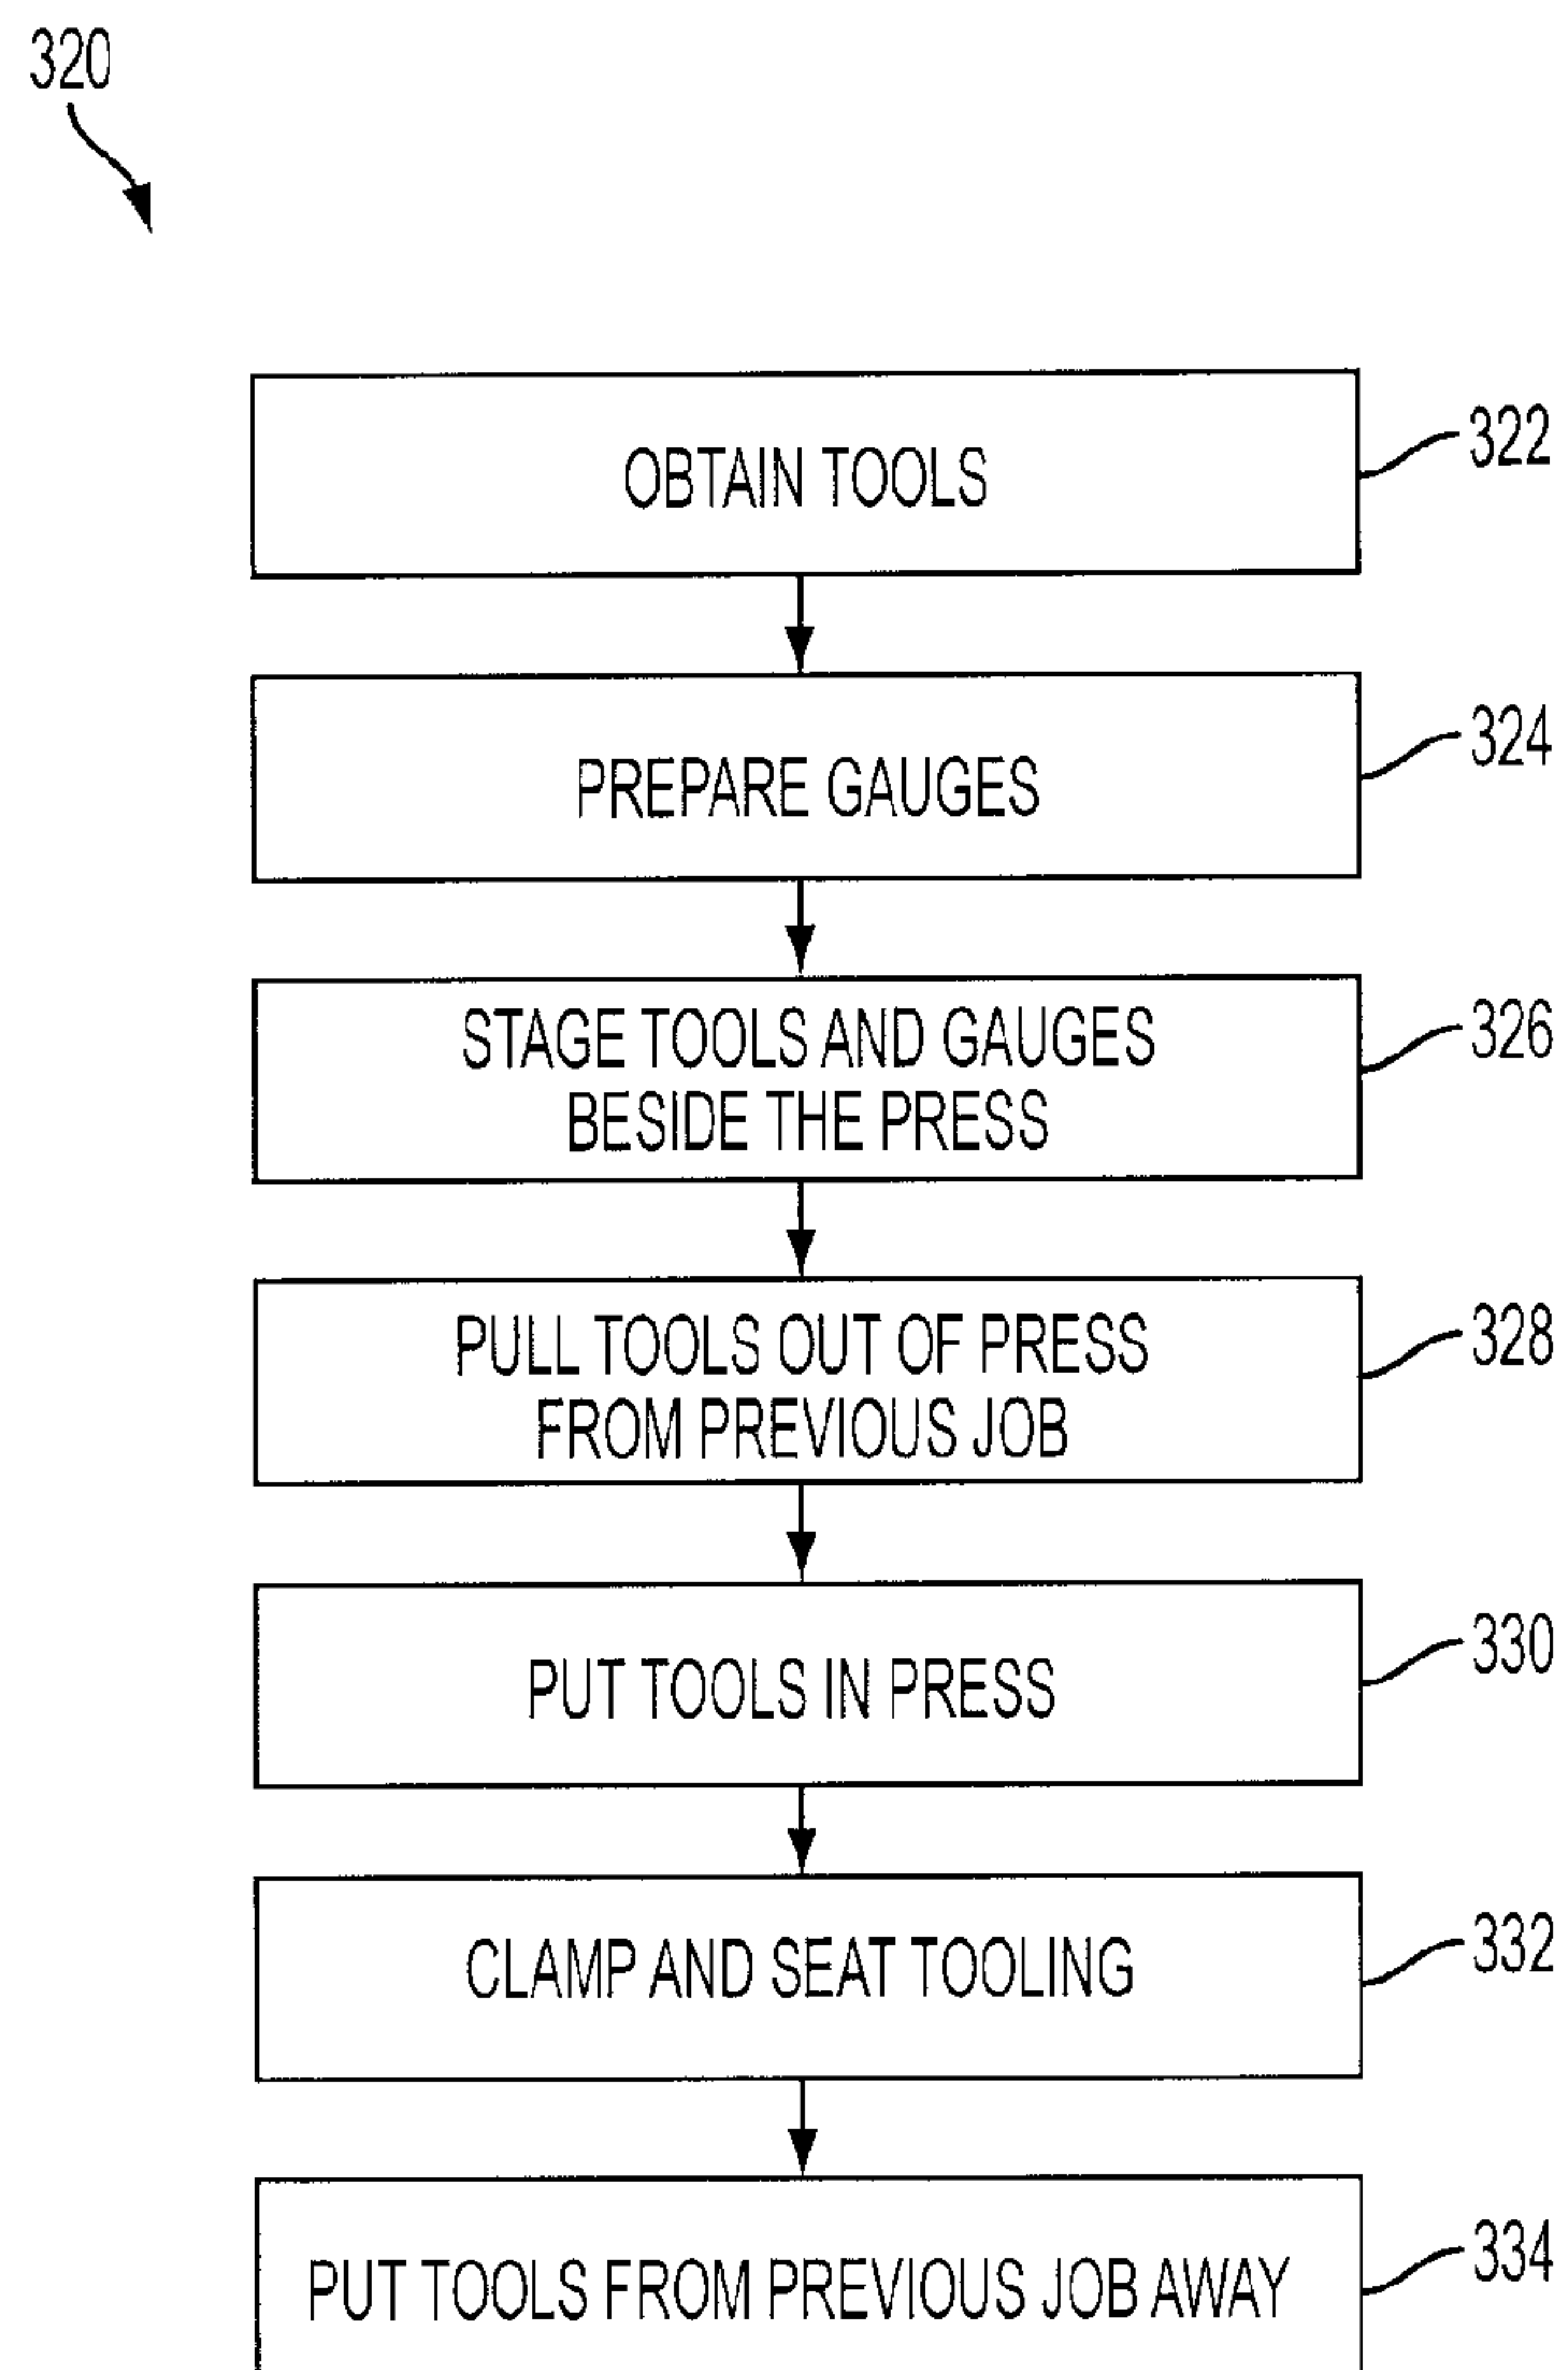 320
OBTAIN TOOLS
322
PREPARE GAUGES
324
STAGE TOOLS AND GAUGES
BESIDE THE PRESS
326
PULL TOOLS OUT OF PRESS
FROM PREVIOUS JOB
328
PUT TOOLS IN PRESS
330
CLAMP AND SEAT TOOLING
332
PUT TOOLS FROM PREVIOUS JOB AWAY
334